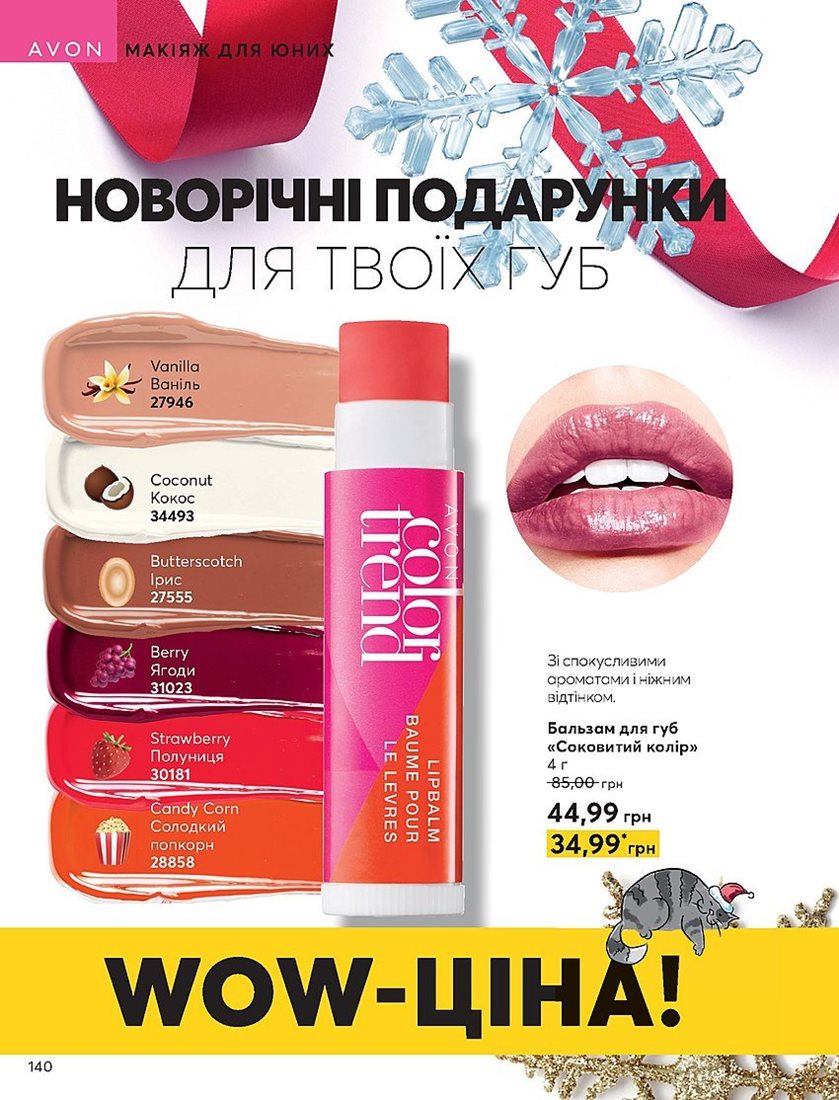 AVON
МАКІЯЖ ДЛЯ ЮНИХ
НОВОРІЧНІ ПОДАРУНКИ
ДЛЯ ТВОЇХ ГУБ
Vanilla
Ваніль
27946
Coconut
Кокос
34493
Butterscotch
Ірис
27555
Berry
Ягоди
31023
Strawberry
Полуниця
30181
Candy Corn
Солодкий
попкорн
28858
AVON
color
trend
LIPBALM
BAUME POUR
LE LEVRES
Зі спокусливими
ароматами і ніжним
відтінком.
Бальзам для губ
«Соковитий колір»
4 г
85,00 грн
44,99 грн
34,99* грн
WOW-ЦІНА!
140